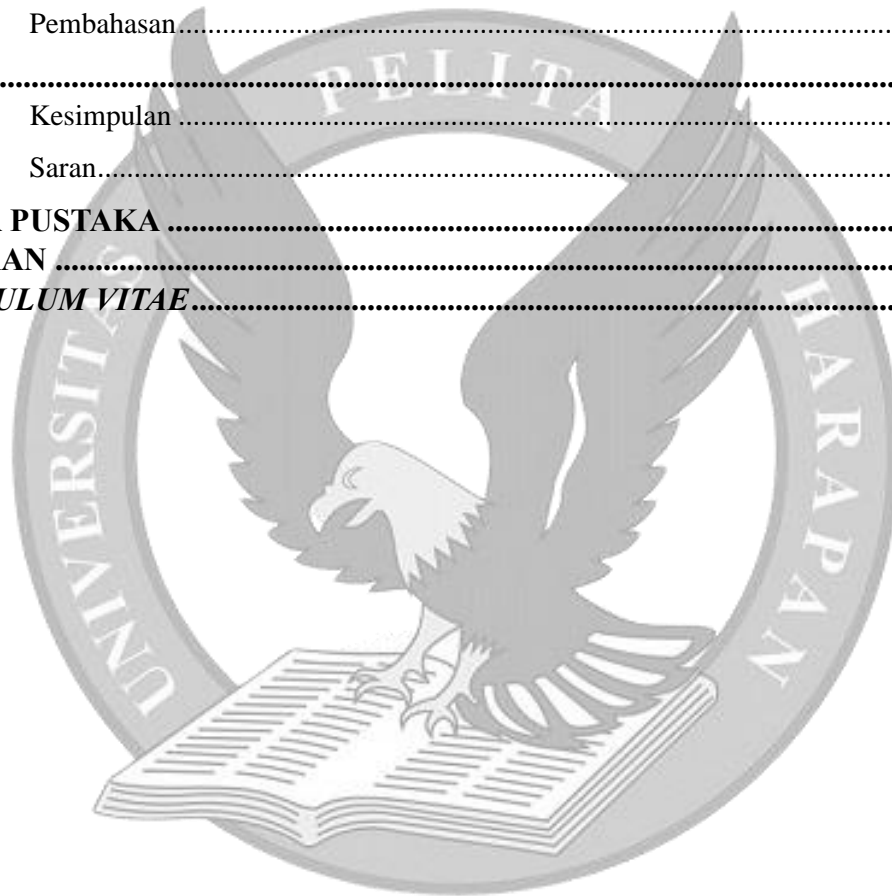 Pembahasan........................................................................................
........................................................................................................
Kesimpulan ........................................................................................
Saran...................................................................................................
PUSTAKA ..........................................................................................
AN .......................................................................................................
ULUM VITAE.......................................................................................
UNIVERSITAS PELITA HARAPAN